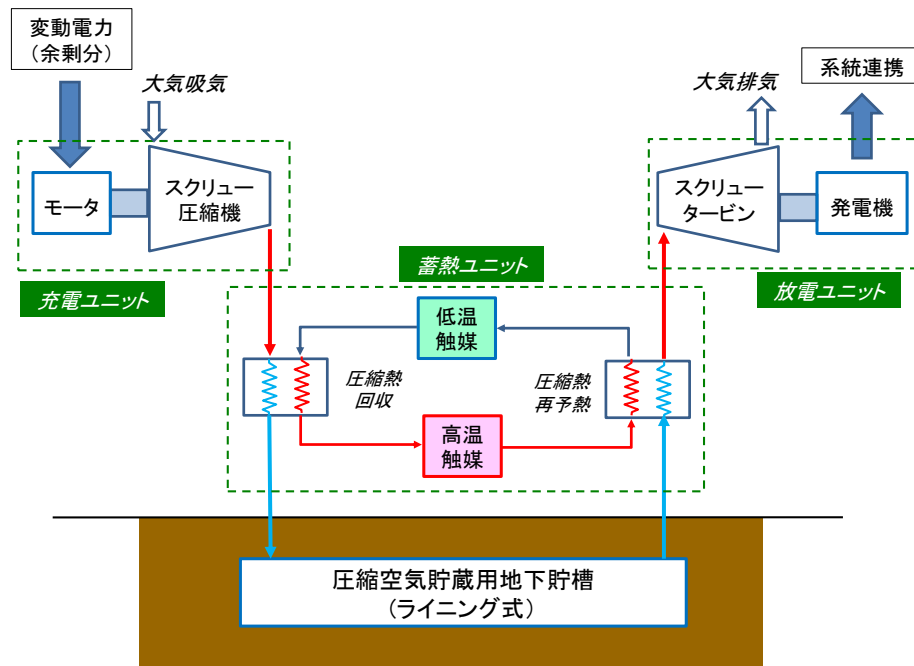 変動電力
（余剰分）
大気吸気
大気排気
系統連携
モータ
スクリュー
圧縮機
スクリュー
タービン
発電機
充電ユニット
蓄熱ユニット
放電ユニット
低温
触媒
圧縮熱
回収
圧縮熱
再予熱
高温
触媒
圧縮空気貯蔵用地下貯槽
（ライニング式）